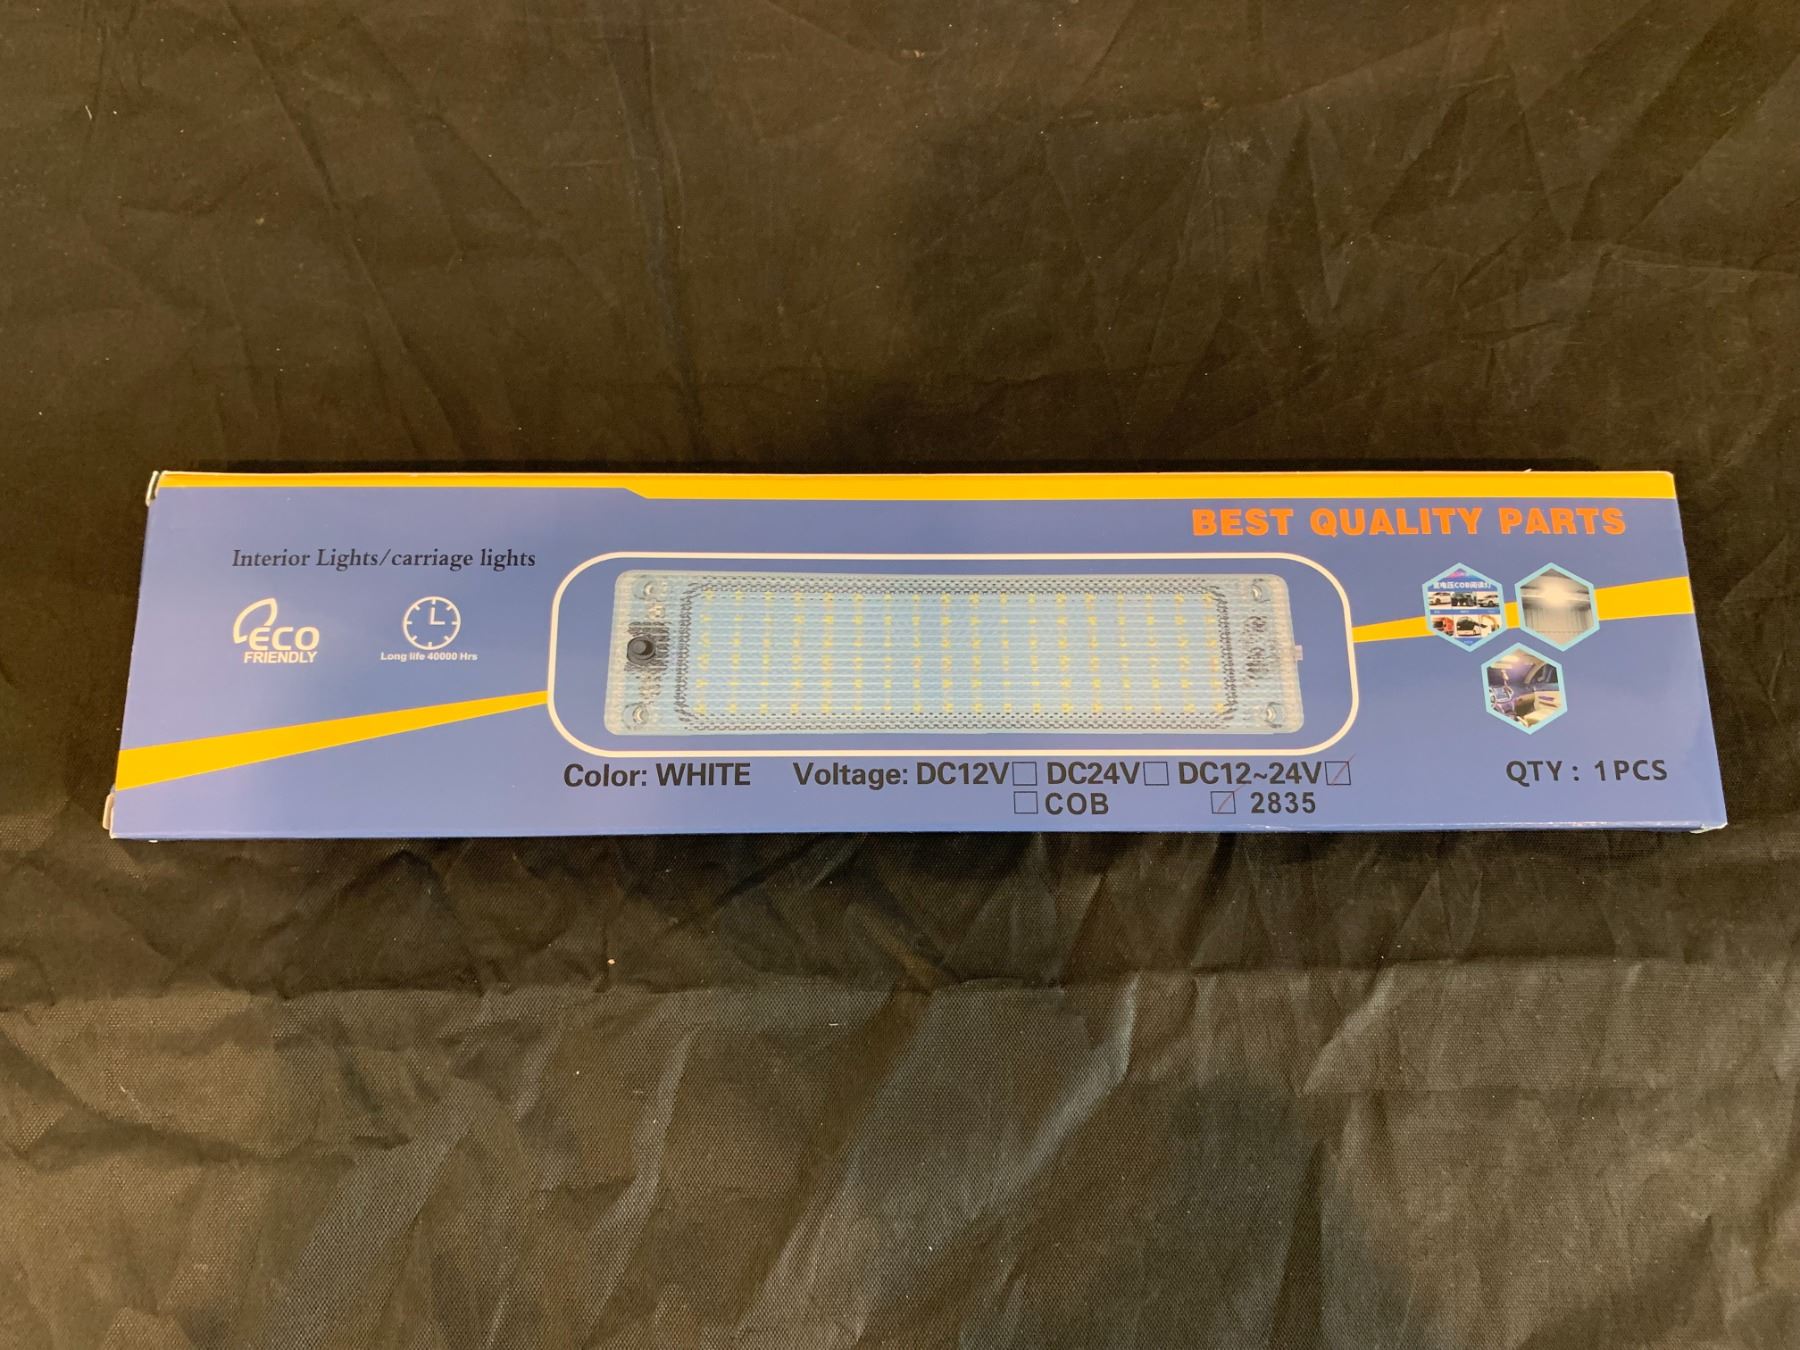 BEST QUALITY PARTS
Interior Lights/carriage lights
ECO
FRIENDLY
L
Long life 40000 Hrs
Color: WHITE Voltage: DC12V☐ DC24V☐ DC12~24V☑
☐COB ☑ 2835
QTY: 1PCS